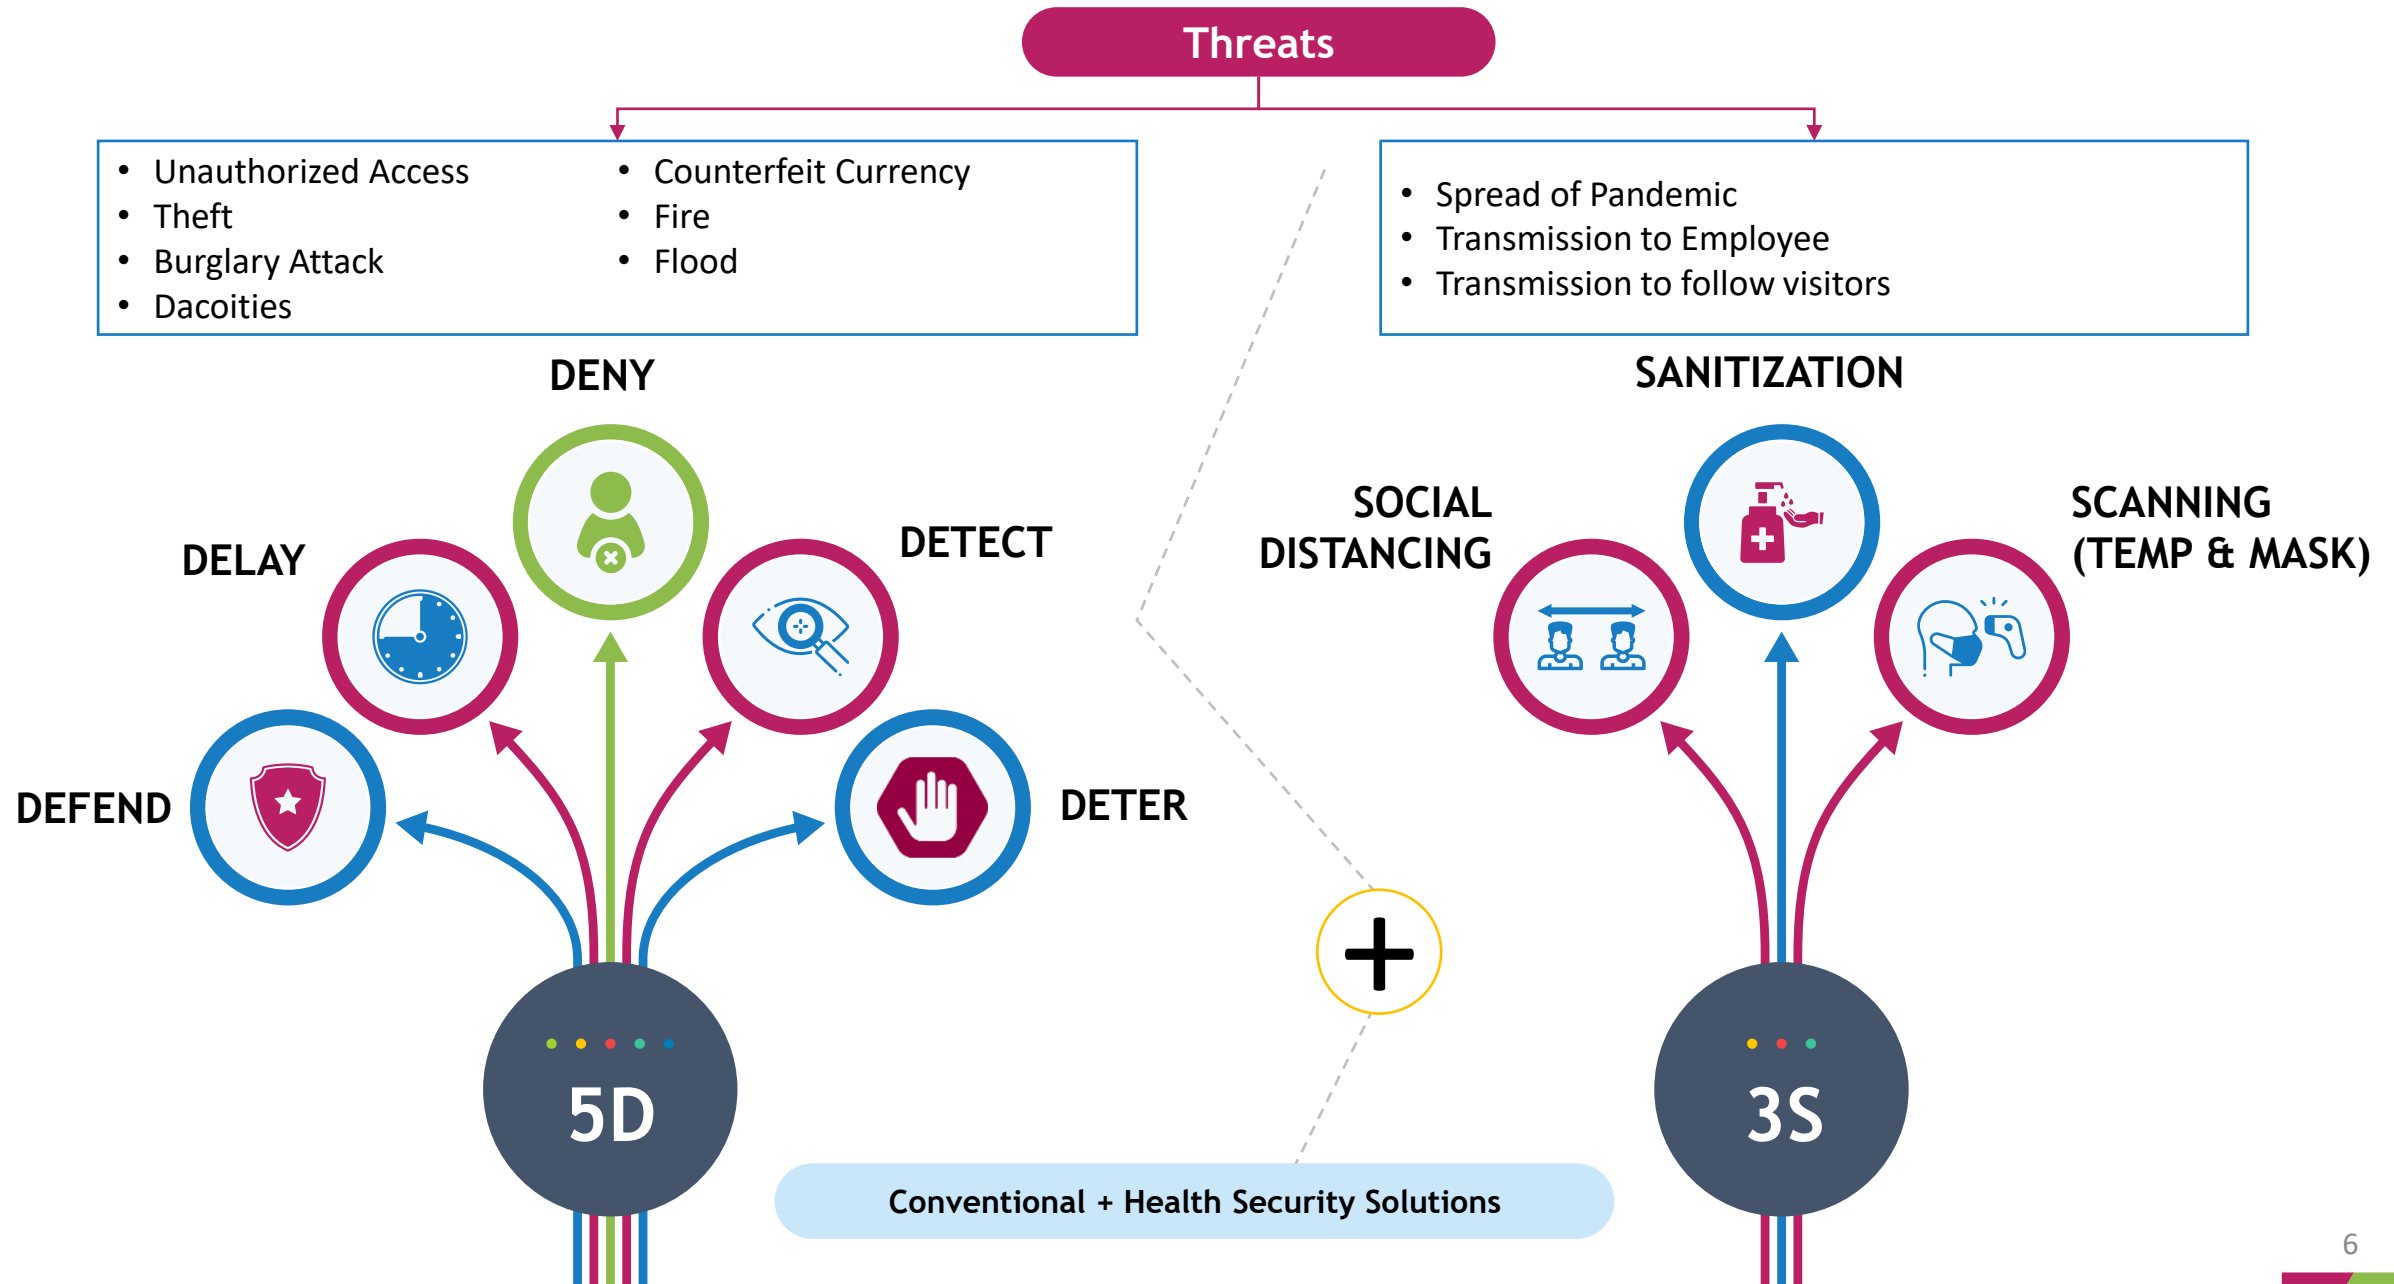 Threats
• Unauthorized Access
• Theft
• Burglary Attack
• Dacoities
• Counterfeit Currency
• Fire
• Flood
• Spread of Pandemic
• Transmission to Employee
• Transmission to follow visitors
DENY
DELAY
DETECT
DEFEND
DETER
5D
SANITIZATION
SOCIAL
DISTANCING
SCANNING
(TEMP & MASK)
+
3S
Conventional + Health Security Solutions
6